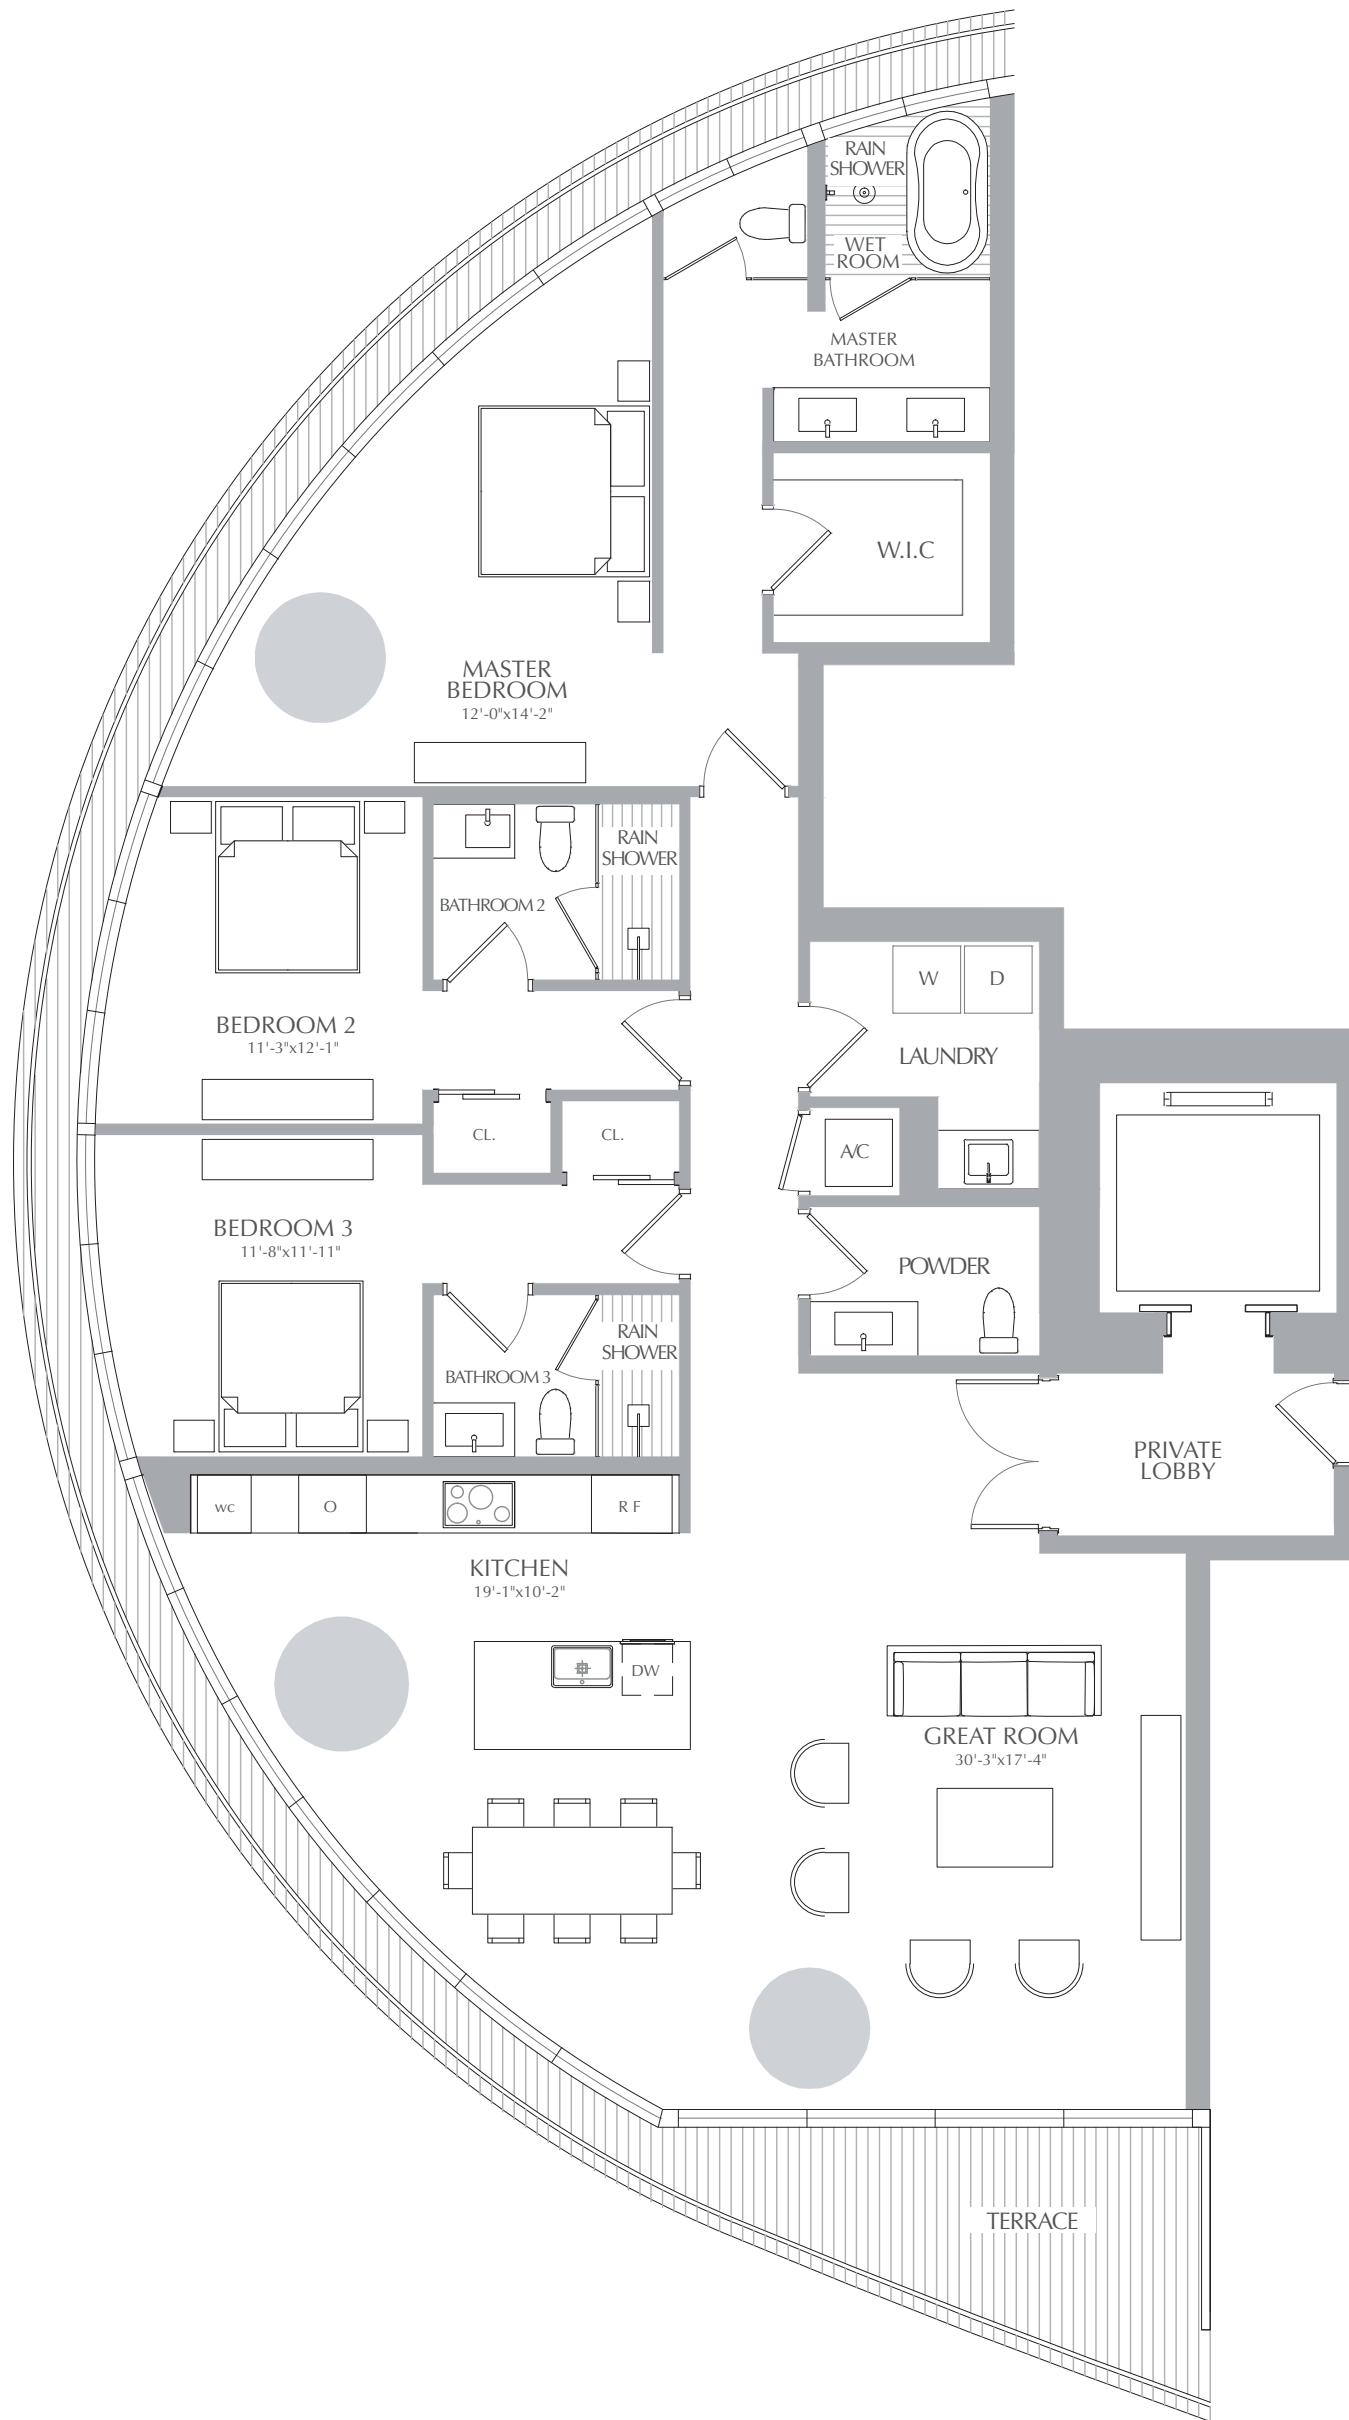 RAIN
SHOWER
WET
ROOM
MASTER
BATHROOM
W.I.C
MASTER
BEDROOM
12'-0"x14'-2"
RAIN
SHOWER
BATHROOM 2
W
D
BEDROOM 2
11'-3"x12'-1"
LAUNDRY
CL.
CL.
A/C
BEDROOM 3
11'-8"x11'-11"
POWDER
RAIN
SHOWER
BATHROOM 3
PRIVATE
LOBBY
wc
O
R F
KITCHEN
19'-1"x10'-2"
DW
GREAT ROOM
30'-3"x17'-4"
TERRACE